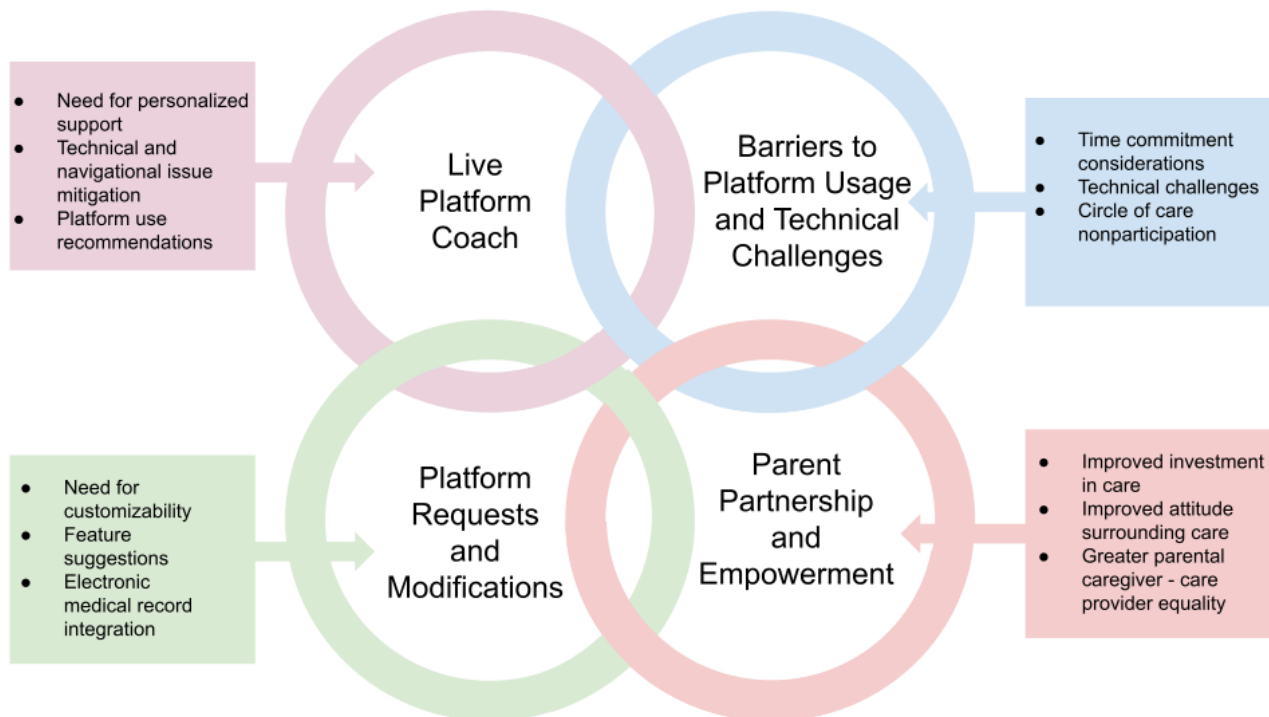 ● Need for personalized
support
● Technical and
navigational issue
mitigation
● Platform use
recommendations
Live
Platform
Coach
Barriers to
Platform Usage
and Technical
Challenges
● Time commitment
considerations
● Technical challenges
● Circle of care
nonparticipation
● Need for
customizability
● Feature
suggestions
● Electronic
medical record
integration
Platform
Requests
and
Modifications
Parent
Partnership
and
Empowerment
● Improved investment
in care
● Improved attitude
surrounding care
● Greater parental
caregiver - care
provider equality